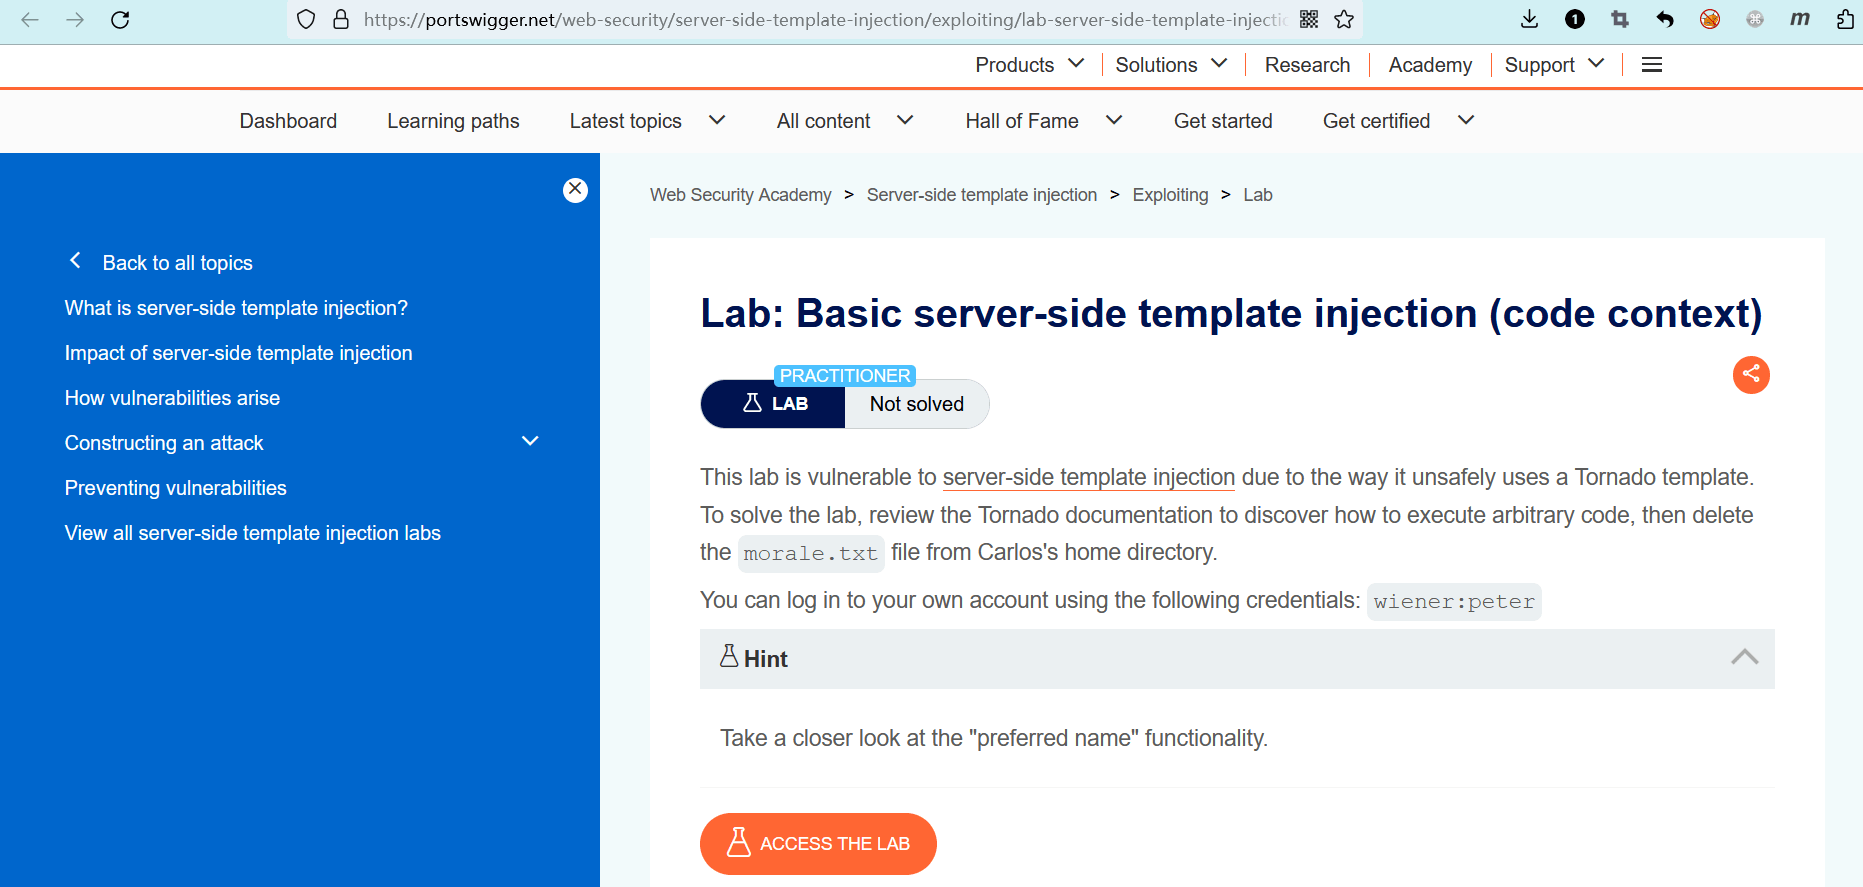 https://portswigger.net/web-security/server-side-template-injection/exploiting/lab-server-side-template-injectic
1
m
Products
Solutions
Research
Academy
Support
Dashboard
Learning paths
Latest topics
All content
Hall of Fame
Get started
Get certified
Back to all topics
What is server-side template injection?
Impact of server-side template injection
How vulnerabilities arise
Constructing an attack
Preventing vulnerabilities
View all server-side template injection labs
Web Security Academy > Server-side template injection > Exploiting > Lab
Lab: Basic server-side template injection (code context)
PRACTITIONER
LAB
Not solved
This lab is vulnerable to server-side template injection due to the way it unsafely uses a Tornado template.
To solve the lab, review the Tornado documentation to discover how to execute arbitrary code, then delete
the morale.txt file from Carlos's home directory.
You can log in to your own account using the following credentials: wiener:peter
Hint
Take a closer look at the "preferred name" functionality.
ACCESS THE LAB